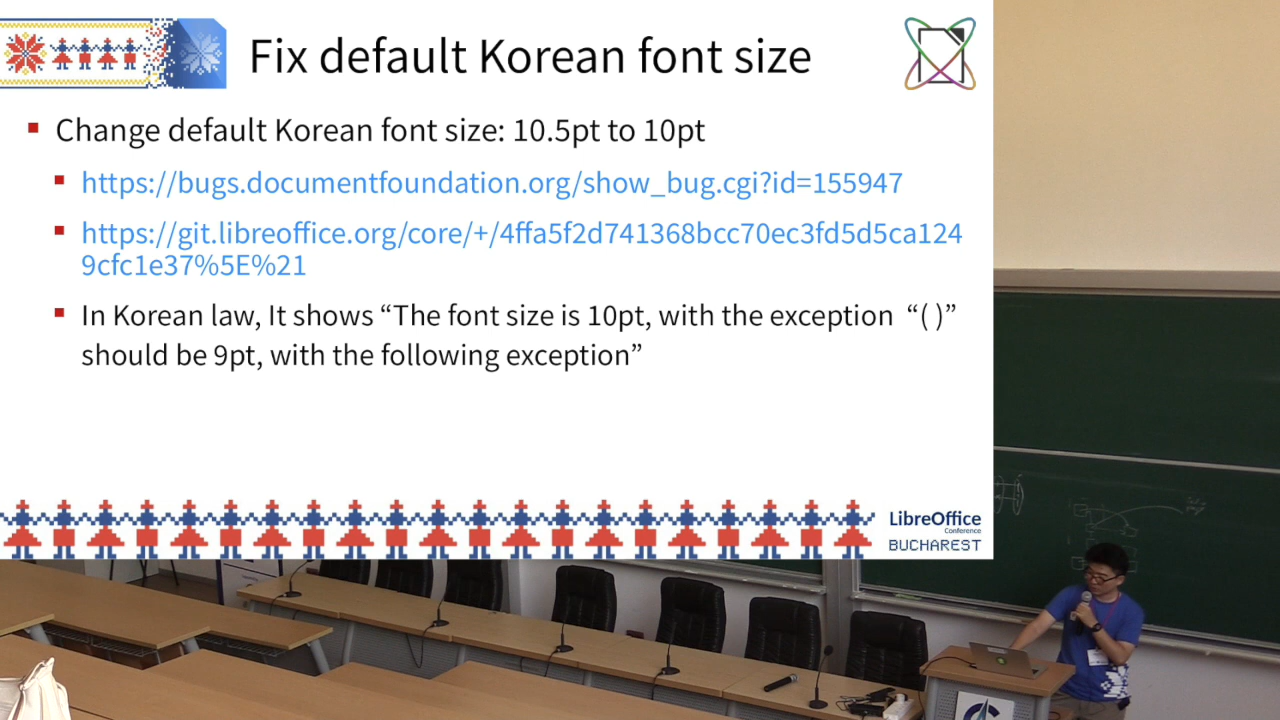 Fix default Korean font size
Change default Korean font size: 10.5pt to 10pt
https://bugs.documentfoundation.org/show_bug.cgi?id=155947
https://git.libreoffice.org/core/+/4ffa5f2d741368bcc70ec3fd5d5ca124
9cfc1e37%5E%21
In Korean law, It shows “The font size is 10pt, with the exception “( )”
should be 9pt, with the following exception”
LibreOffice
Conference
BUCHAREST